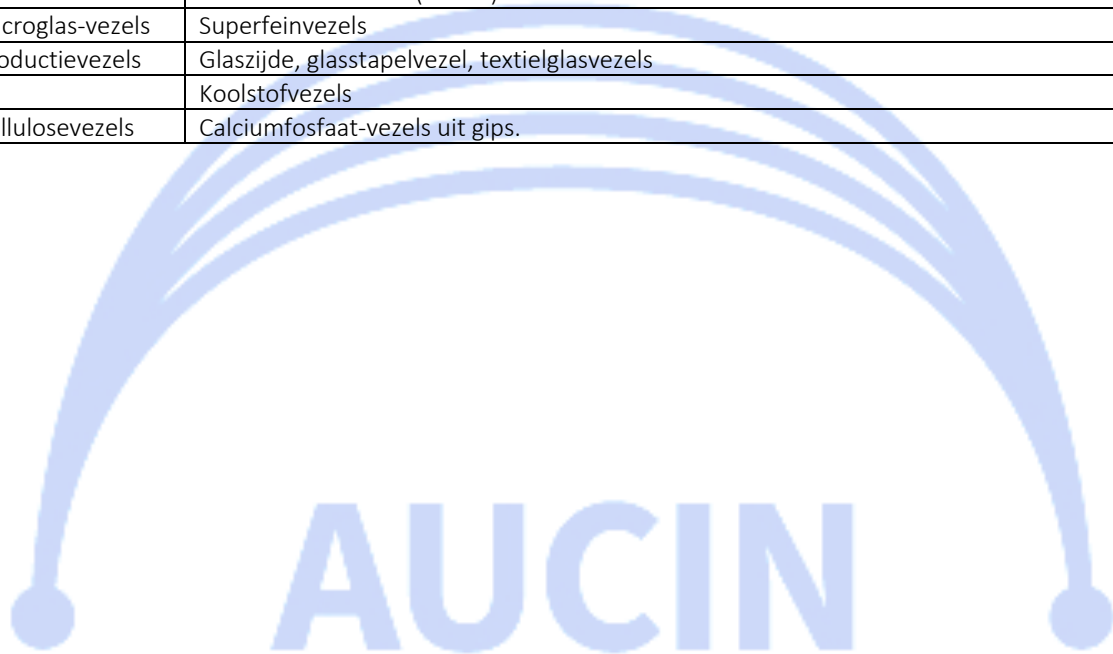 croglas-vezels Superfeinvezels
oductievezels Glaszijde, glasstapelvezel, textielglasvezels
Koolstofvezels
llulosevezels Calciumfosfaat-vezels uit gips.
AUCIN